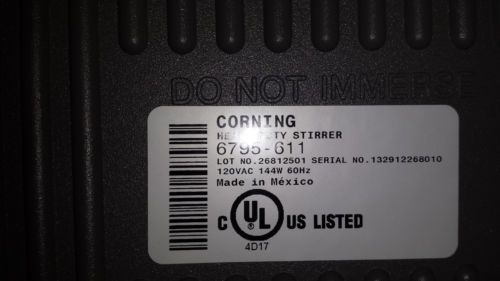 DO NOT IMMERSE
CORNING
STIRRER
6795-611
LOT NO.26812501 SERIAL NO.132912268010
120VAC 144W 60Hz
Made in México
C UL US LISTED
4D17